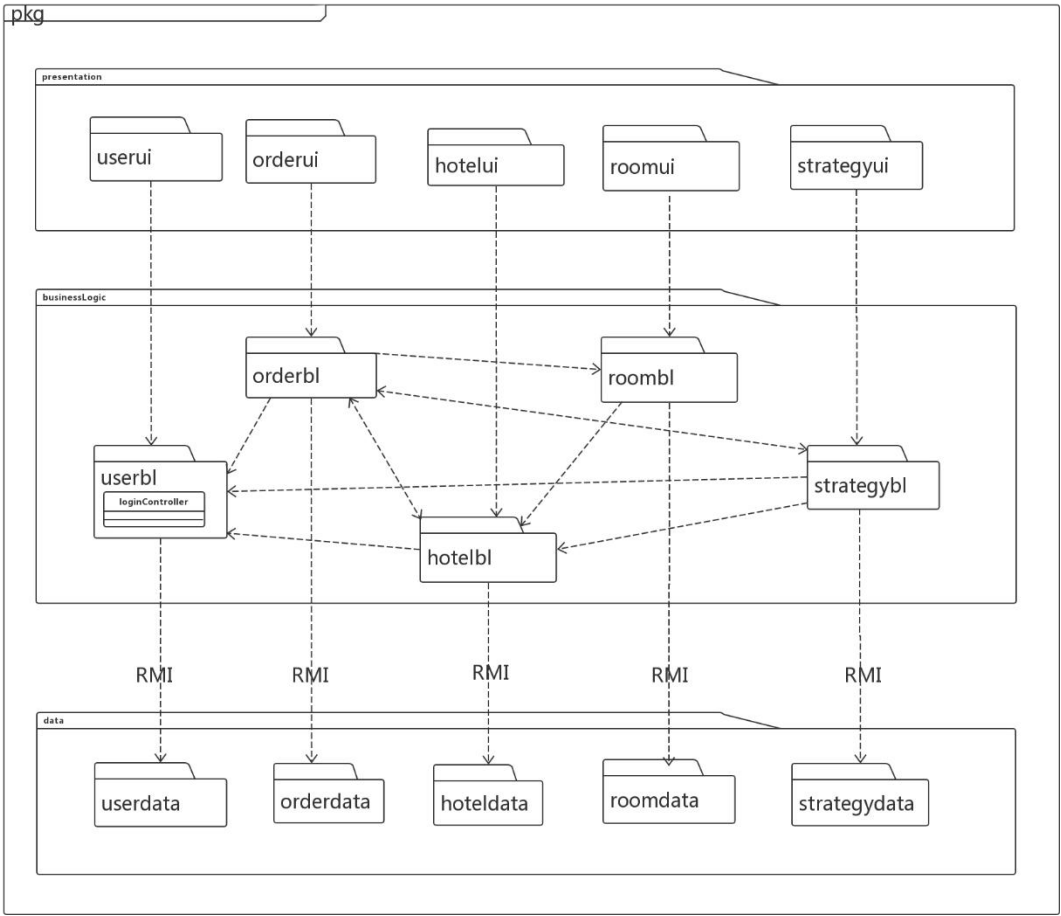 pkg
presentation
userui
orderui
hotelui
roomui
strategyui
businessLogic
orderbl
roombl
userbl
loginController
strategybl
hotelbl
RMI
RMI
RMI
RMI
RMI
data
userdata
orderdata
hoteldata
roomdata
strategydata